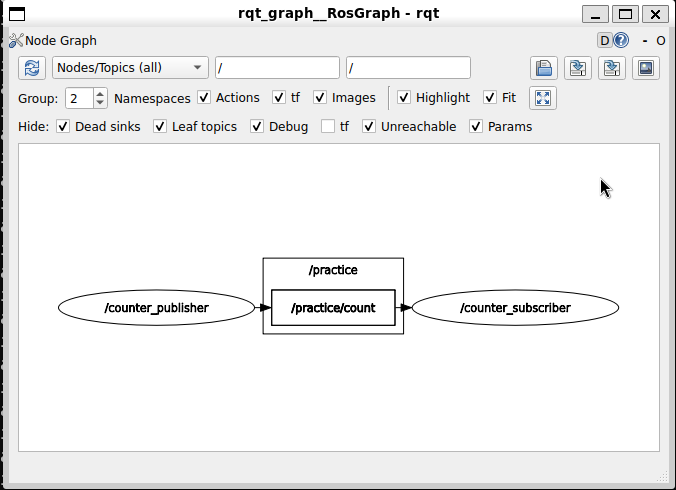 rqt_graph__RosGraph - rqt
Node Graph D ? - O
Nodes/Topics (all) / /
Group: 2 Namespaces Actions tf Images Highlight Fit
Hide: Dead sinks Leaf topics Debug tf Unreachable Params
/practice
/counter_publisher /practice/count /counter_subscriber